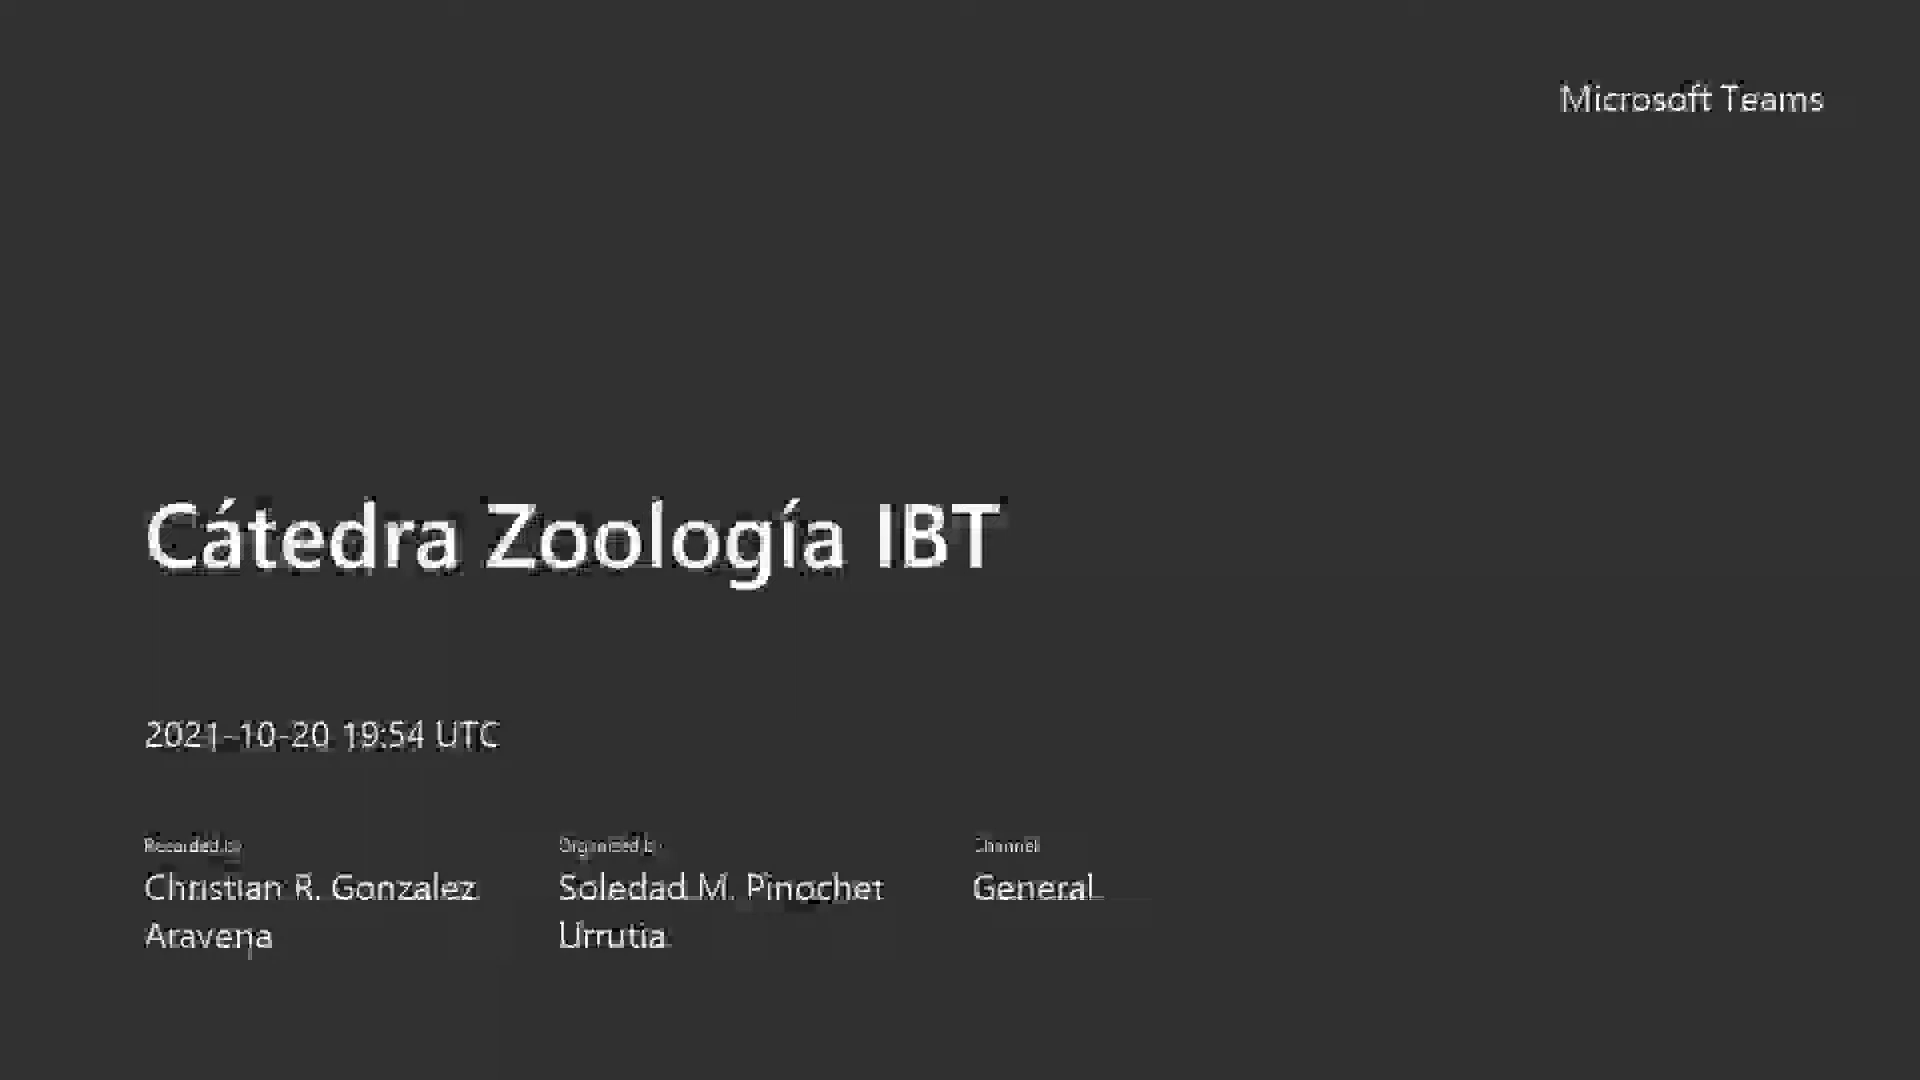 Microsoft Teams
Cátedra Zoología IBT
2021-10-20 19:54 UTC
Recorded by
Organized by
Channel
Christian R. Gonzalez
Soledad M. Pinochet
General
Aravena
Urrutia